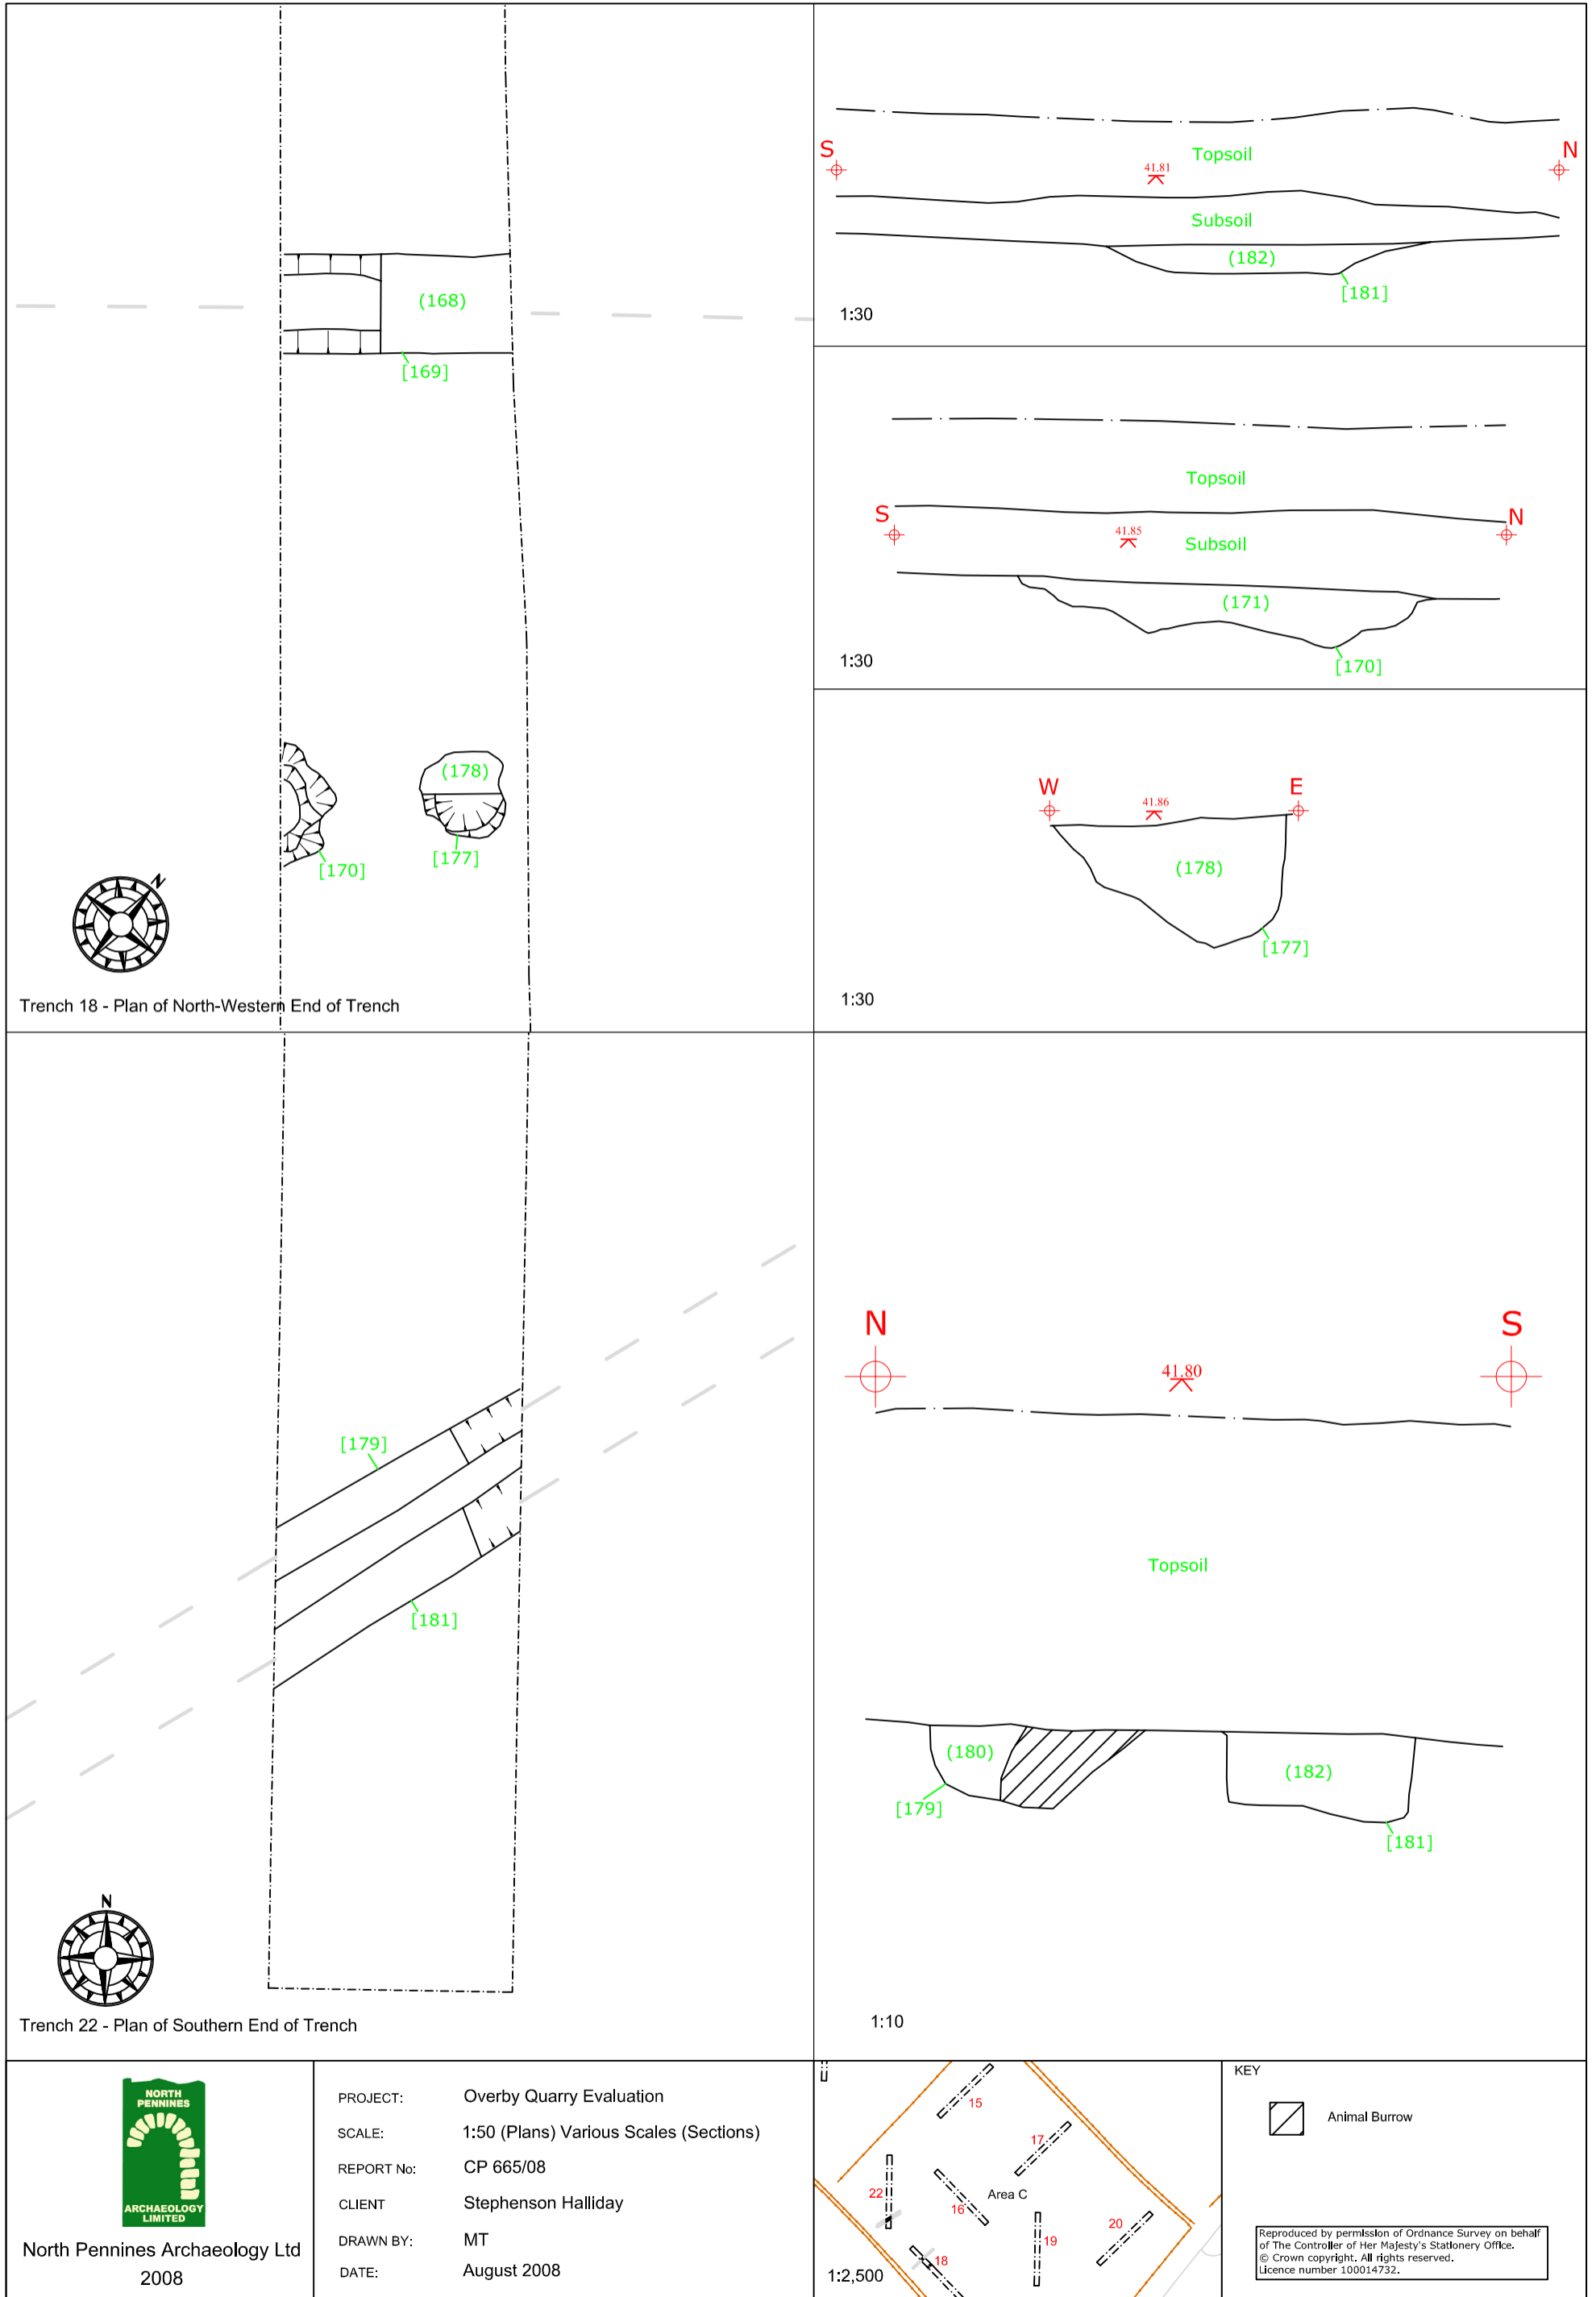 (168)
[169]
(178)
[177]
[170]
N
Trench 18 - Plan of North-Western End of Trench
S
N
Topsoil
41.81
Subsoil
(182)
[181]
1:30
Topsoil
S
N
41.85
Subsoil
(171)
[170]
1:30
W
E
41.86
(178)
[177]
1:30
[179]
[181]
N
Trench 22 - Plan of Southern End of Trench
N
S
41.80
Topsoil
(180)
(182)
[179]
[181]
1:10
NORTH
PENNINES
ARCHAEOLOGY
LIMITED
North Pennines Archaeology Ltd
2008
PROJECT: Overby Quarry Evaluation
SCALE: 1:50 (Plans) Various Scales (Sections)
REPORT No: CP 665/08
CLIENT Stephenson Halliday
DRAWN BY: MT
DATE: August 2008
15
17
22
16
Area C
19
20
18
1:2,500
KEY
Animal Burrow
Reproduced by permission of Ordnance Survey on behalf
of The Controller of Her Majesty's Stationery Office.
© Crown copyright. All rights reserved.
Licence number 100014732.